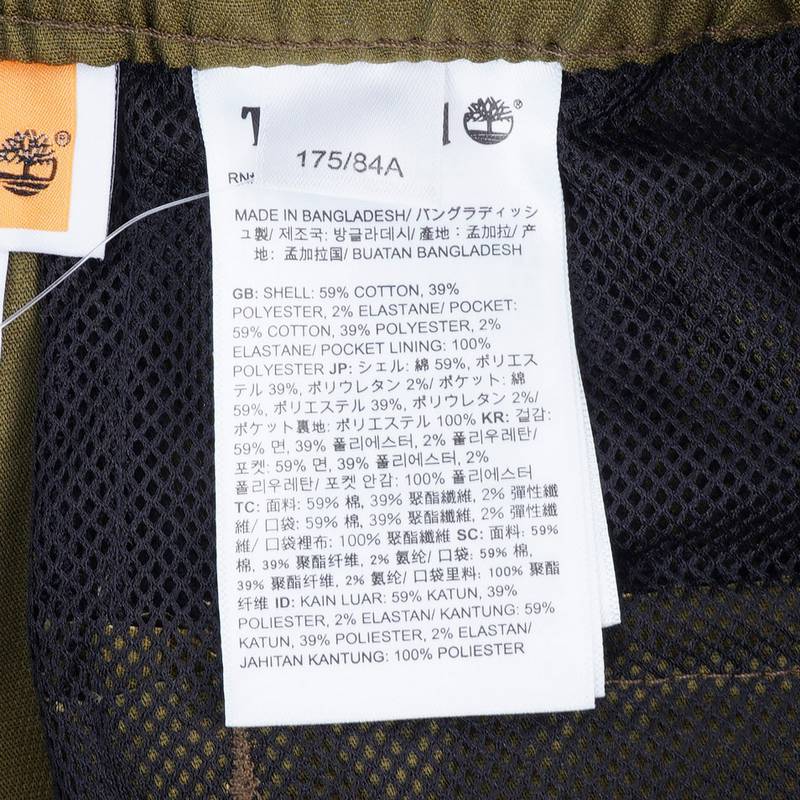 175/84A
MADE IN BANGLADESH/ バングラディッシ
ュ製/ 제조국: 방글라데시/ 產地: 孟加拉/ 产
地: 孟加拉国/ BUATAN BANGLADESH
GB: SHELL: 59% COTTON, 39%
POLYESTER, 2% ELASTANE/ POCKET:
59% COTTON, 39% POLYESTER, 2%
ELASTANE/ POCKET LINING: 100%
POLYESTER JP: シェル: 綿 59%, ポリエス
テル 39%, ポリウレタン 2%/ ポケット: 綿
59%, ポリエステル 39%, ポリウレタン 2%/
ポケット裏地: ポリエステル 100% KR: 겉감:
59% 면, 39% 폴리에스터, 2% 폴리우레탄/
포켓: 59% 면, 39% 폴리에스터, 2%
폴리우레탄/ 포켓 안감: 100% 폴리에스터
TC: 面料: 59% 棉, 39% 聚酯纖維, 2% 彈性纖
維/ 口袋: 59% 棉, 39% 聚酯纖維, 2% 彈性纖
維/ 口袋裡布: 100% 聚酯纖維 SC: 面料: 59%
棉, 39% 聚酯纤维, 2% 氨纶/ 口袋: 59% 棉,
39% 聚酯纤维, 2% 氨纶/ 口袋里料: 100% 聚酯
纤维 ID: KAIN LUAR: 59% KATUN, 39%
POLIESTER, 2% ELASTAN/ KANTUNG: 59%
KATUN, 39% POLIESTER, 2% ELASTAN/
JAHITAN KANTUNG: 100% POLIESTER